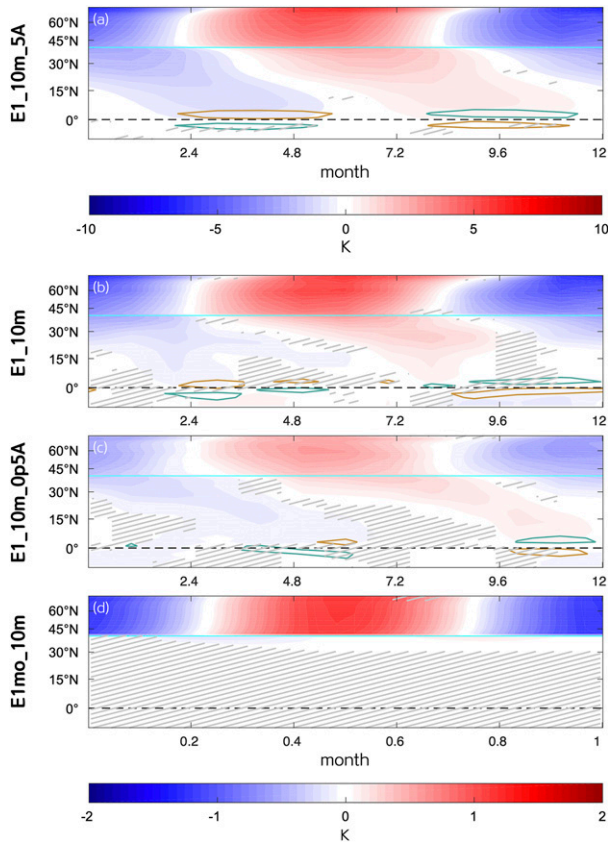 (a)
E1_10m_5A
60°N
45°N
30°N
15°N
0°
2.4 4.8 7.2 9.6 12
month
-10 -5 0 5 10
K
(b)
E1_10m
60°N
45°N
30°N
15°N
0°
2.4 4.8 7.2 9.6 12
(c)
E1_10m_0p5A
60°N
45°N
30°N
15°N
0°
2.4 4.8 7.2 9.6 12
(d)
E1mo_10m
60°N
45°N
30°N
15°N
0°
0.2 0.4 0.6 0.8 1
month
-2 -1 0 1 2
K